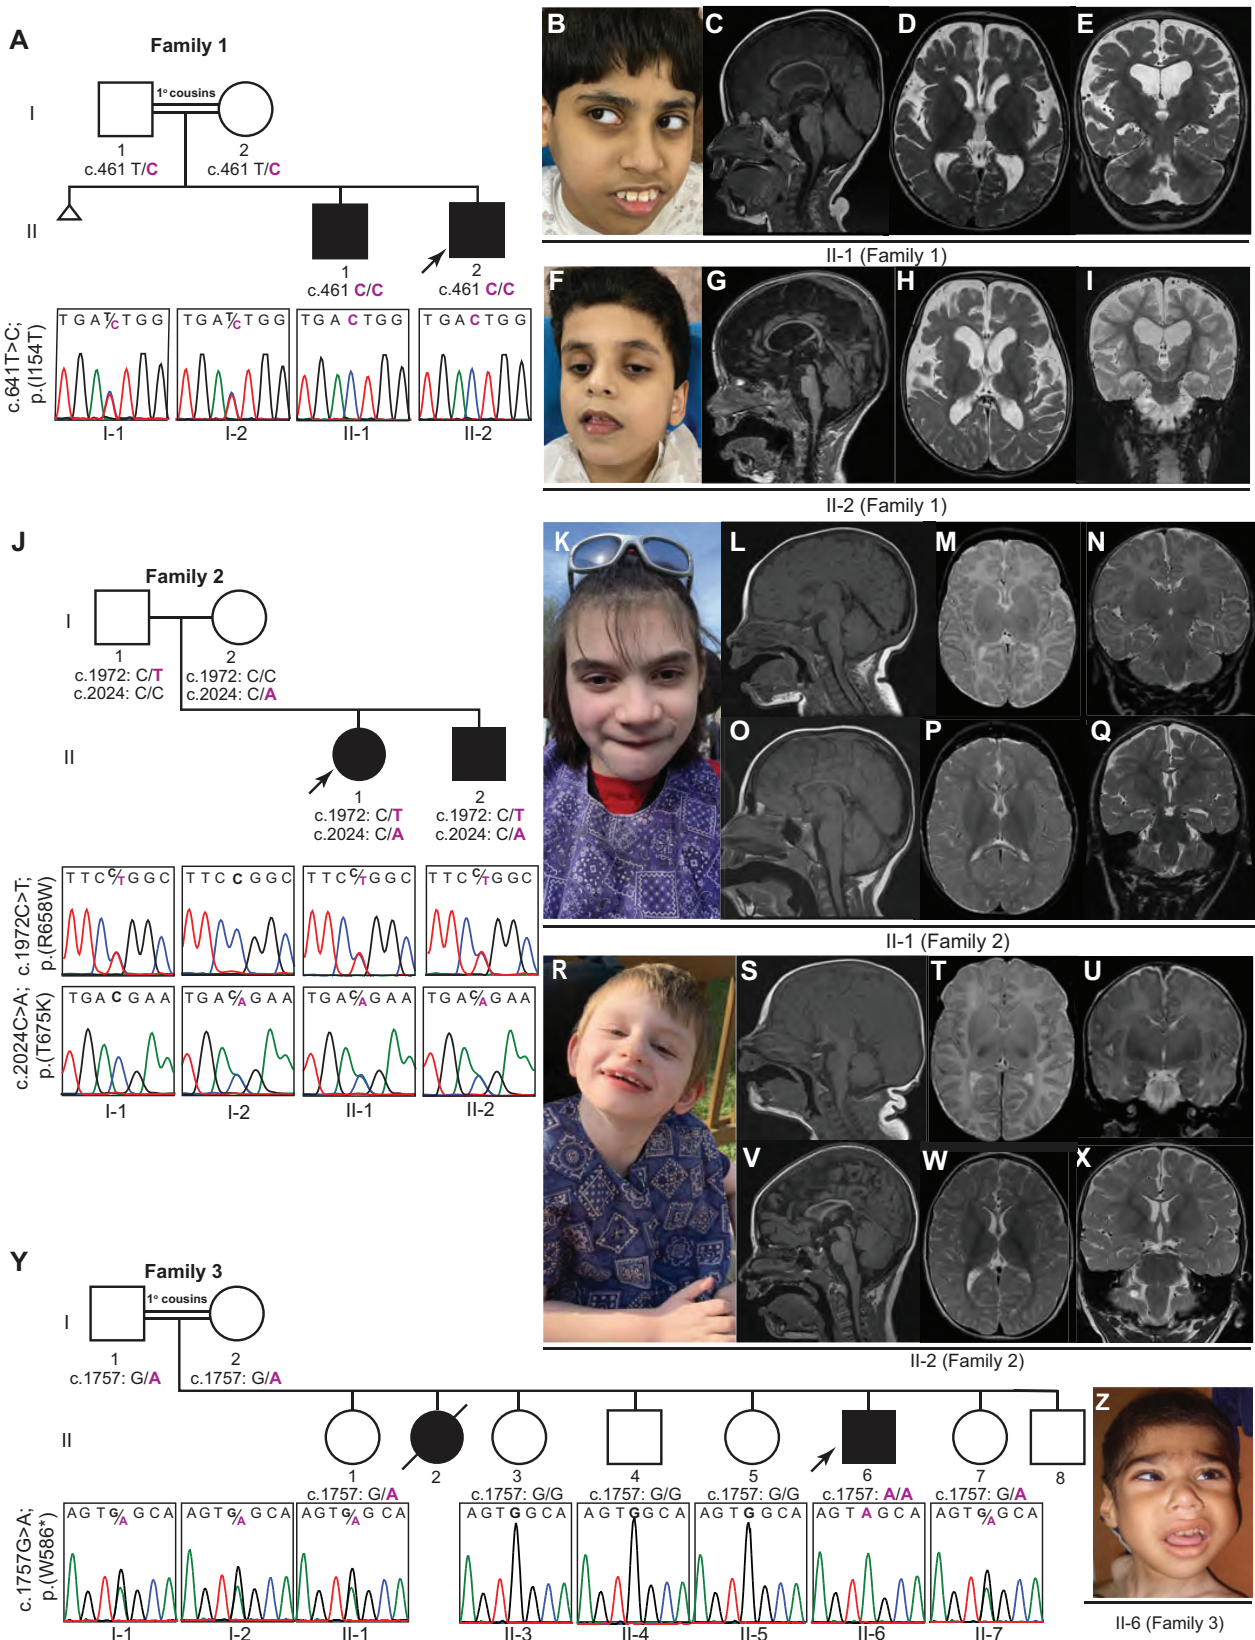 A
Family 1
1° cousins
I
1
2
c.461 T/C
c.461 T/C
II
1
2
c.461 C/C
c.461 C/C
c.641T>C;
p.(I154T)
T G A T/C T G G
T G A T/C T G G
T G A C T G G
T G A C T G G
I-1
I-2
II-1
II-2
B
C
D
E
II-1 (Family 1)
F
G
H
I
II-2 (Family 1)
J
Family 2
I
1
2
c.1972: C/T
c.1972: C/C
c.2024: C/C
c.2024: C/A
II
1
2
c.1972: C/T
c.1972: C/T
c.2024: C/A
c.2024: C/A
c.1972C>T;
p.(R658W)
T T C C/T G G C
T T C C G G C
T T C C/T G G C
T T C C/T G G C
c.2024C>A;
p.(T675K)
T G A C G A A
T G A C/A G A A
T G A C/A G A A
T G A C/A G A A
I-1
I-2
II-1
II-2
K
L
M
N
O
P
Q
II-1 (Family 2)
R
S
T
U
V
W
X
II-2 (Family 2)
Y
Family 3
1° cousins
I
1
2
c.1757: G/A
c.1757: G/A
II
1
2
3
4
5
6
7
8
c.1757: G/A
c.1757: G/G
c.1757: G/G
c.1757: G/G
c.1757: A/A
c.1757: G/A
c.1757G>A;
p.(W586*)
A G T G/A G C A
A G T G/A G C A
A G T G/A G C A
A G T G G C A
A G T G G C A
A G T G G C A
A G T A G C A
A G T G/A G C A
I-1
I-2
II-1
II-3
II-4
II-5
II-6
II-7
Z
II-6 (Family 3)